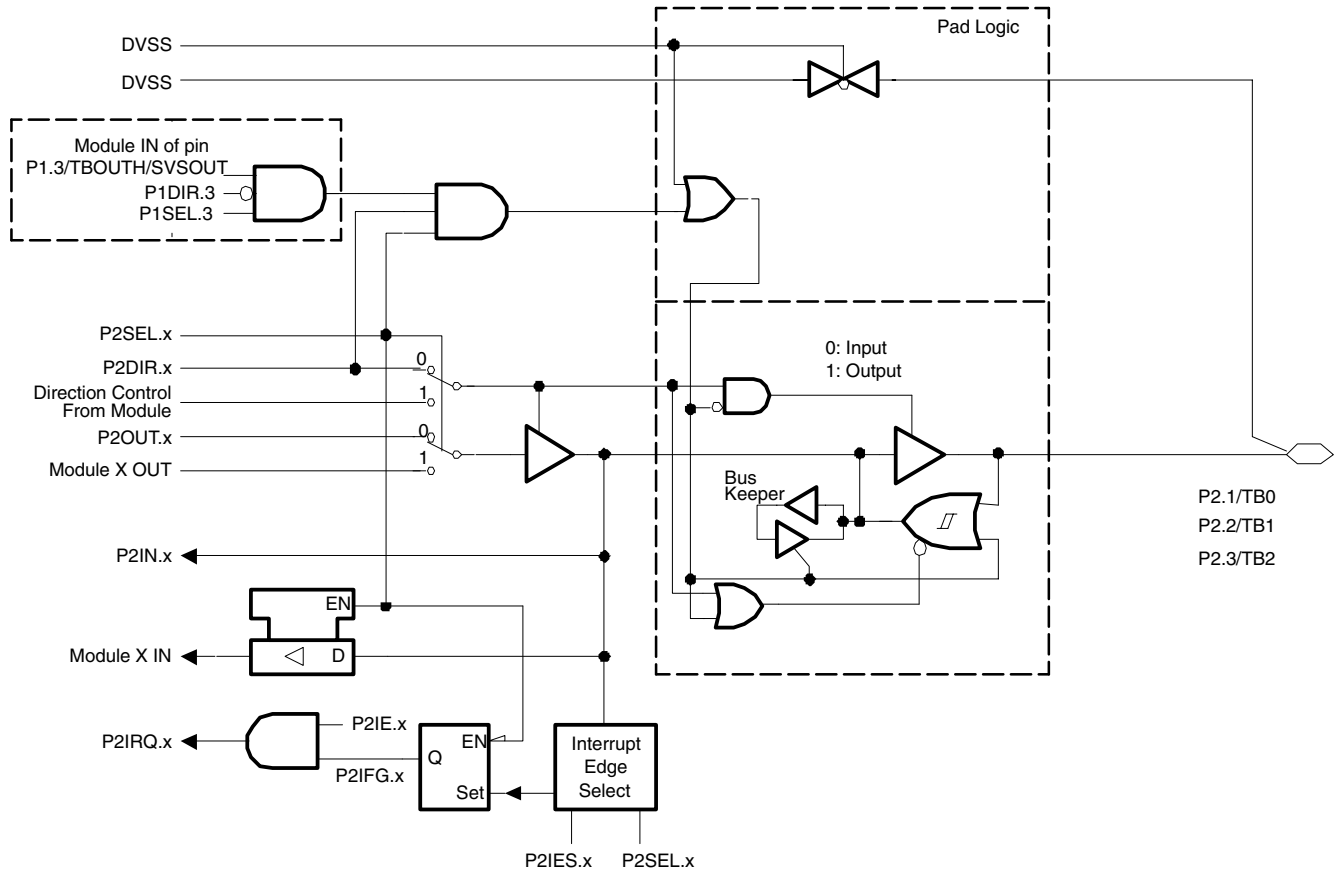 Pad Logic
DVSS
DVSS
Module IN of pin
P1.3/TBOUTH/SVSOUT
P1DIR.3
P1SEL.3
P2SEL.x
P2DIR.x
0
Direction Control
From Module
1
P2OUT.x
0
Module X OUT
1
0: Input
1: Output
Bus
Keeper
P2.1/TB0
P2.2/TB1
P2.3/TB2
P2IN.x
EN
Module X IN
D
P2IRQ.x
P2IE.x
P2IFG.x
EN
Q
Set
Interrupt
Edge
Select
P2IES.x
P2SEL.x